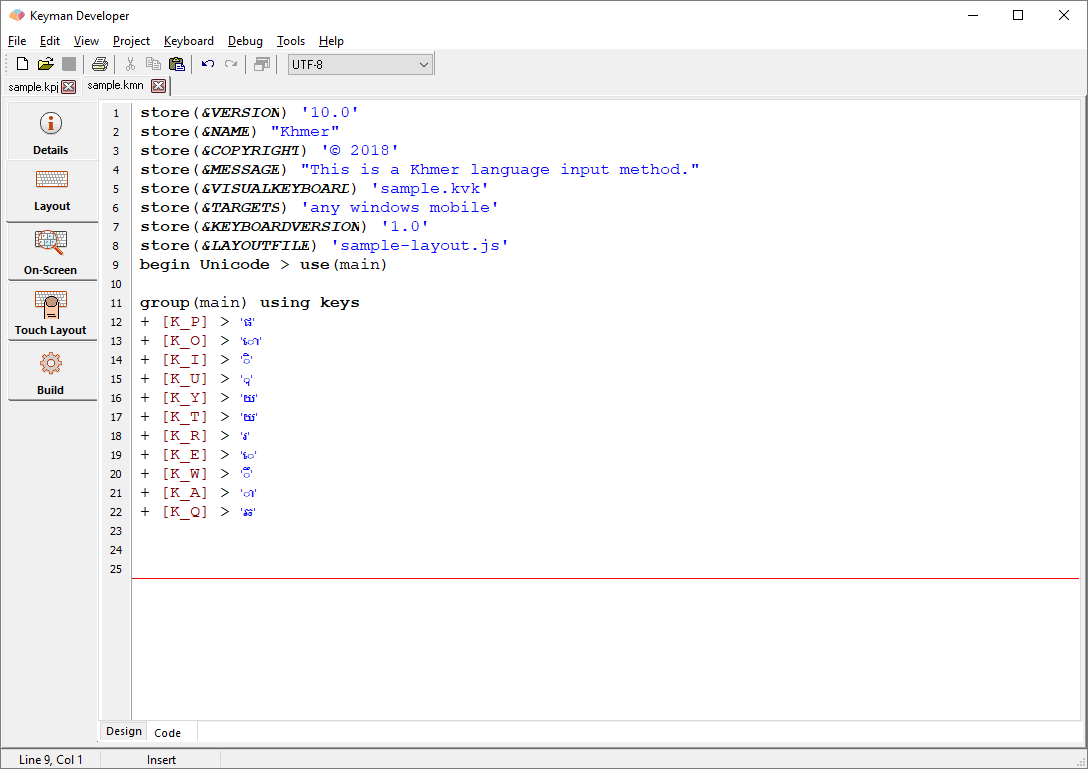 Keyman Developer
File Edit View Project Keyboard Debug Tools Help
UTF-8
sample.kpj sample.kmn
Details
Layout
On-Screen
Touch Layout
Build
1 store(&VERSION) '10.0'
2 store(&NAME) "Khmer"
3 store(&COPYRIGHT) '© 2018'
4 store(&MESSAGE) "This is a Khmer language input method."
5 store(&VISUALKEYBOARD) 'sample.kvk'
6 store(&TARGETS) 'any windows mobile'
7 store(&KEYBOARDVERSION) '1.0'
8 store(&LAYOUTFILE) 'sample-layout.js'
9 begin Unicode > use(main)
10
11 group(main) using keys
12 + [K_P] > 'ផ'
13 + [K_O] > 'ោ'
14 + [K_I] > 'ិ'
15 + [K_U] > 'ុ'
16 + [K_Y] > 'យ'
17 + [K_T] > 'យ'
18 + [K_R] > 'រ'
19 + [K_E] > 'េ'
20 + [K_W] > 'ឹ'
21 + [K_A] > 'ា'
22 + [K_Q] > 'ឆ'
23
24
25
Design Code
Line 9, Col 1 Insert